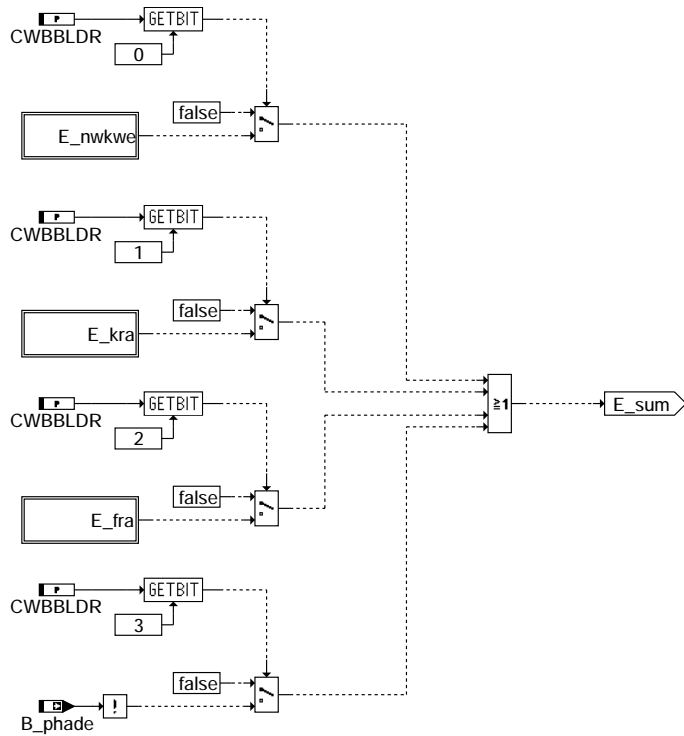 P GETBIT
CWBBLDR
0
false
E_nwkwe
P GETBIT
CWBBLDR
1
false
E_kra
P GETBIT
CWBBLDR
2
≧1 E_sum
false
E_fra
P GETBIT
CWBBLDR
3
false
!
B_phade